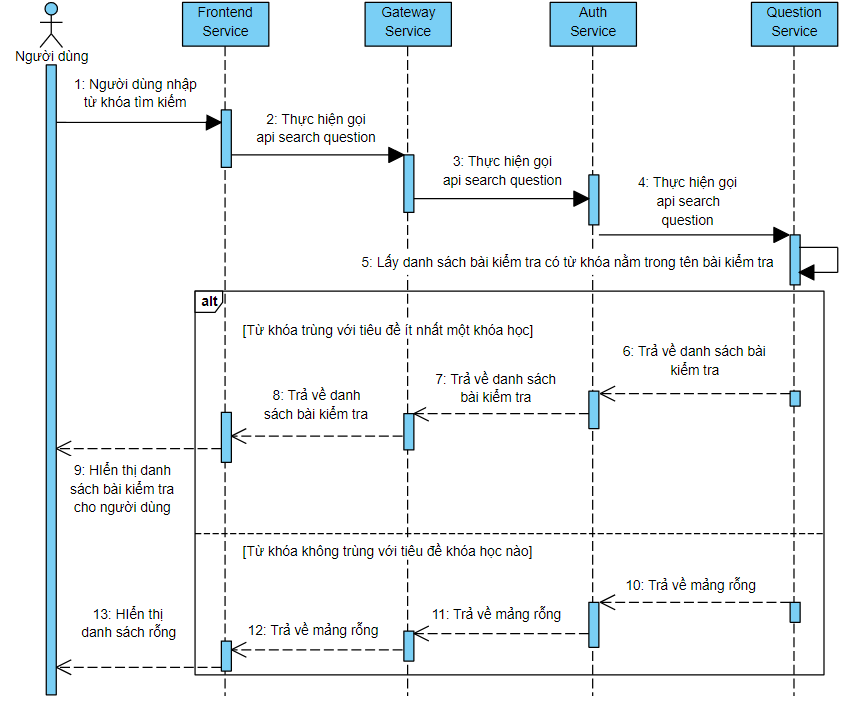 Frontend
Service
Gateway
Service
Auth
Service
Question
Service
Người dùng
1: Người dùng nhập
từ khóa tìm kiếm
2: Thực hiện gọi
api search question
3: Thực hiện gọi
api search question
4: Thực hiện gọi
api search
question
5: Lấy danh sách bài kiểm tra có từ khóa nằm trong tên bài kiểm tra
alt
[Từ khóa trùng với tiêu đề ít nhất một khóa học]
6: Trả về danh sách bài
kiểm tra
7: Trả về danh sách
bài kiểm tra
8: Trả về danh
sách bài kiểm tra
9: HIển thị danh
sách bài kiểm tra
cho người dùng
[Từ khóa không trùng với tiêu đề khóa học nào]
10: Trả về mảng rỗng
11: Trả về mảng rỗng
12: Trả về mảng rỗng
13: HIển thị
danh sách rỗng